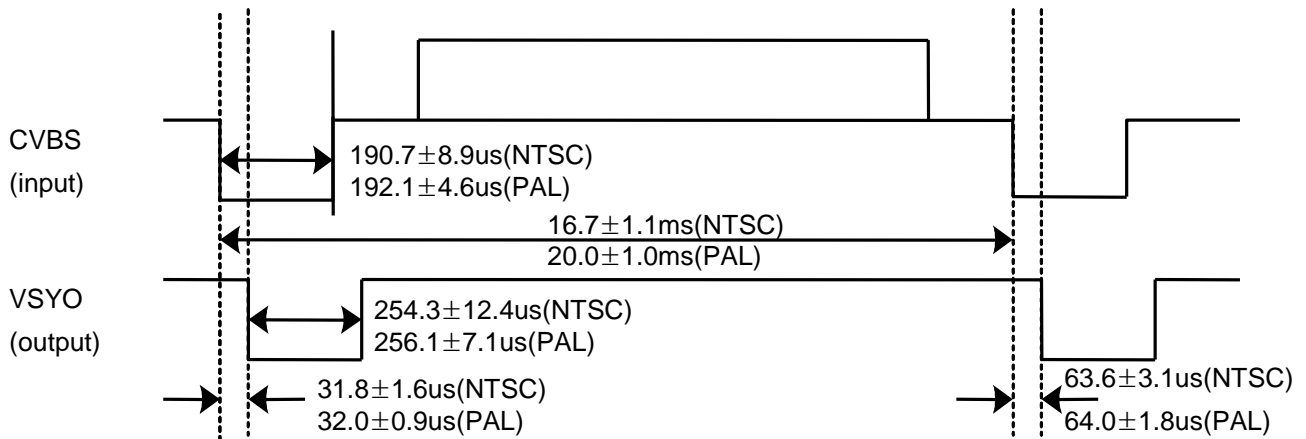 CVBS
(input)
190.7±8.9us(NTSC)
192.1±4.6us(PAL)
16.7±1.1ms(NTSC)
20.0±1.0ms(PAL)
VSYO
(output)
254.3±12.4us(NTSC)
256.1±7.1us(PAL)
31.8±1.6us(NTSC)
32.0±0.9us(PAL)
63.6±3.1us(NTSC)
64.0±1.8us(PAL)